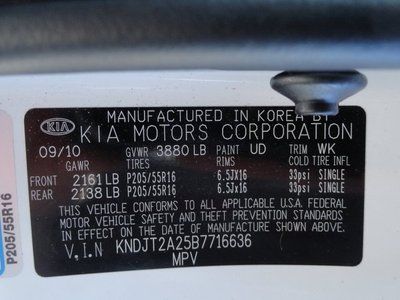 MANUFACTURED IN KOREA BY
KIA KIA MOTORS CORPORATION
09/10 GVWR 3880 LB PAINT UD TRIM WK
GAWR TIRES RIMS COLD TIRE INFL
FRONT 2161 LB P205/55R16 6.5JX16 33psi SINGLE
REAR 2138 LB P205/55R16 6.5Jx16 33psi SINGLE
THIS VEHICLE CONFORMS TO ALL APPLICABLE U.S. FEDERAL
MOTOR VEHICLE SAFETY AND THEFT PREVENTION STANDARDS
IN EFFECT ON THE DATE OF MANUFACTURE SHOWN ABOVE.
V.I.N KNDJT2A25B7716636
MPV
P205/55R16